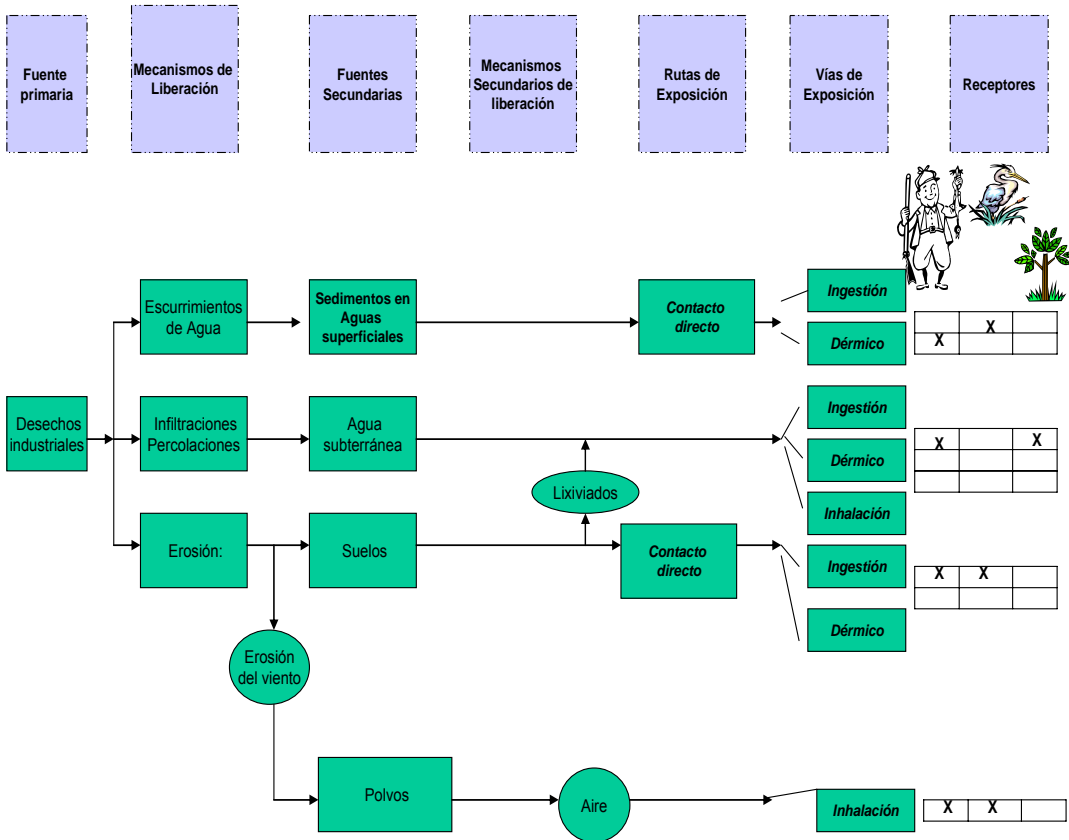 Fuente
primaria
Mecanismos de
Liberación
Fuentes
Secundarias
Mecanismos
Secundarios de
liberación
Rutas de
Exposición
Vías de
Exposición
Receptores
Escurrimientos
de Agua
Sedimentos en
Aguas
superficiales
Contacto
directo
Ingestión
Dérmico
X
X
Desechos
industriales
Infiltraciones
Percolaciones
Agua
subterránea
Ingestión
Dérmico
Inhalación
X X
Lixiviados
Erosión:
Suelos
Contacto
directo
Ingestión
Dérmico
X X
Erosión
del viento
Polvos
Aire
Inhalación
X X